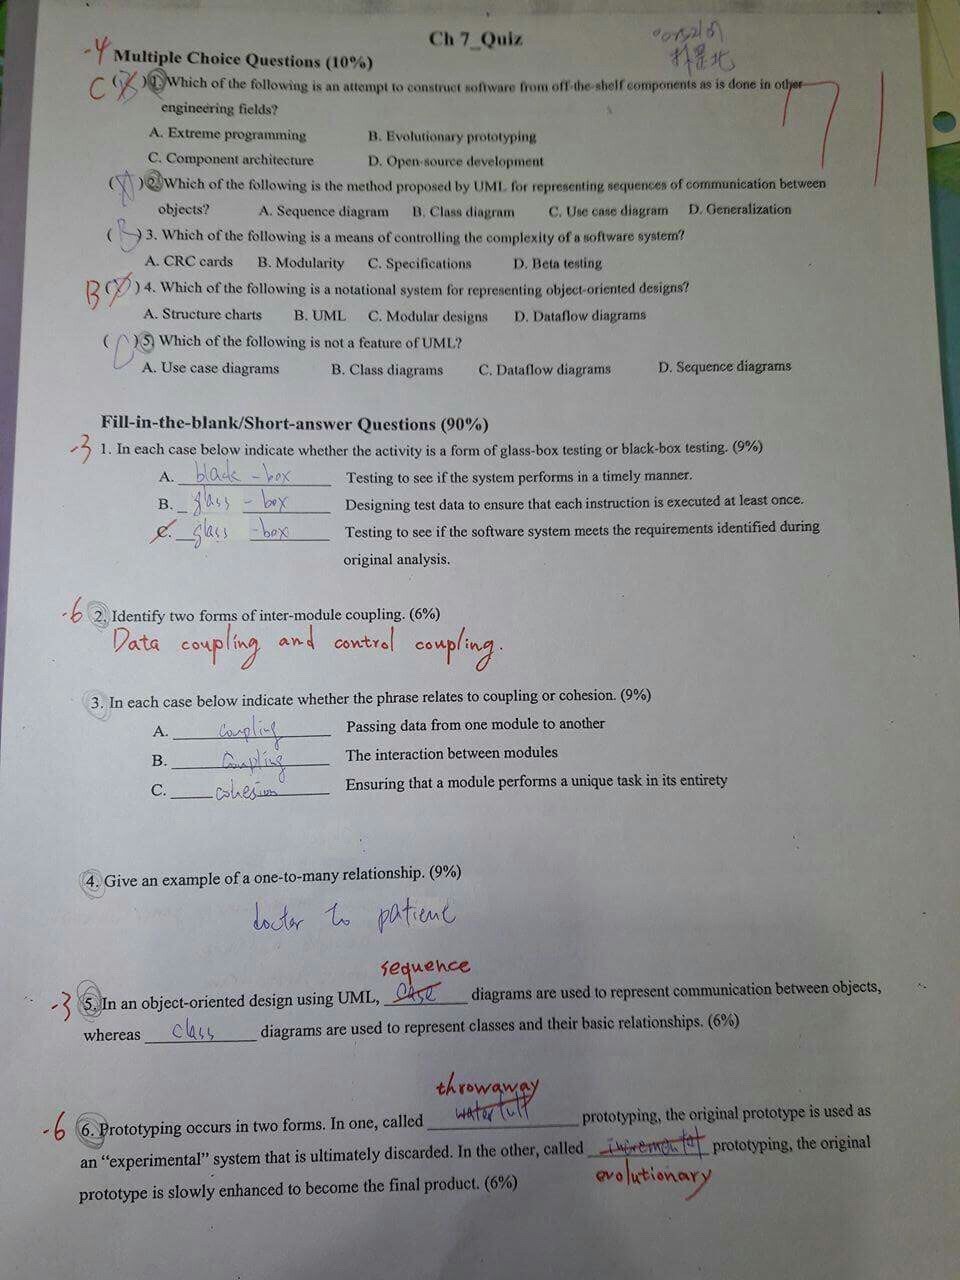 Ch 7_Quiz
-4
Multiple Choice Questions (10%)
71
C ( B ) 1. Which of the following is an attempt to construct software from off-the-shelf components as is done in other
engineering fields?
A. Extreme programming B. Evolutionary prototyping
C. Component architecture D. Open-source development
( A ) 2. Which of the following is the method proposed by UML for representing sequences of communication between
objects? A. Sequence diagram B. Class diagram C. Use case diagram D. Generalization
( B ) 3. Which of the following is a means of controlling the complexity of a software system?
A. CRC cards B. Modularity C. Specifications D. Beta testing
B ( ) 4. Which of the following is a notational system for representing object-oriented designs?
A. Structure charts B. UML C. Modular designs D. Dataflow diagrams
( C ) 5. Which of the following is not a feature of UML?
A. Use case diagrams B. Class diagrams C. Dataflow diagrams D. Sequence diagrams
Fill-in-the-blank/Short-answer Questions (90%)
-3 1. In each case below indicate whether the activity is a form of glass-box testing or black-box testing. (9%)
A. black-box Testing to see if the system performs in a timely manner.
B. glass-box Designing test data to ensure that each instruction is executed at least once.
C. glass-box Testing to see if the software system meets the requirements identified during
original analysis.
-6 2. Identify two forms of inter-module coupling. (6%)
Data coupling and control coupling.
3. In each case below indicate whether the phrase relates to coupling or cohesion. (9%)
A. coupling Passing data from one module to another
B. Coupling The interaction between modules
C. cohesion Ensuring that a module performs a unique task in its entirety
4. Give an example of a one-to-many relationship. (9%)
doctor to patient
sequence
-3 5. In an object-oriented design using UML, case diagrams are used to represent communication between objects,
whereas class diagrams are used to represent classes and their basic relationships. (6%)
throwaway
-6 6. Prototyping occurs in two forms. In one, called waterfull prototyping, the original prototype is used as
an “experimental” system that is ultimately discarded. In the other, called incremental prototyping, the original
evolutionary
prototype is slowly enhanced to become the final product. (6%)